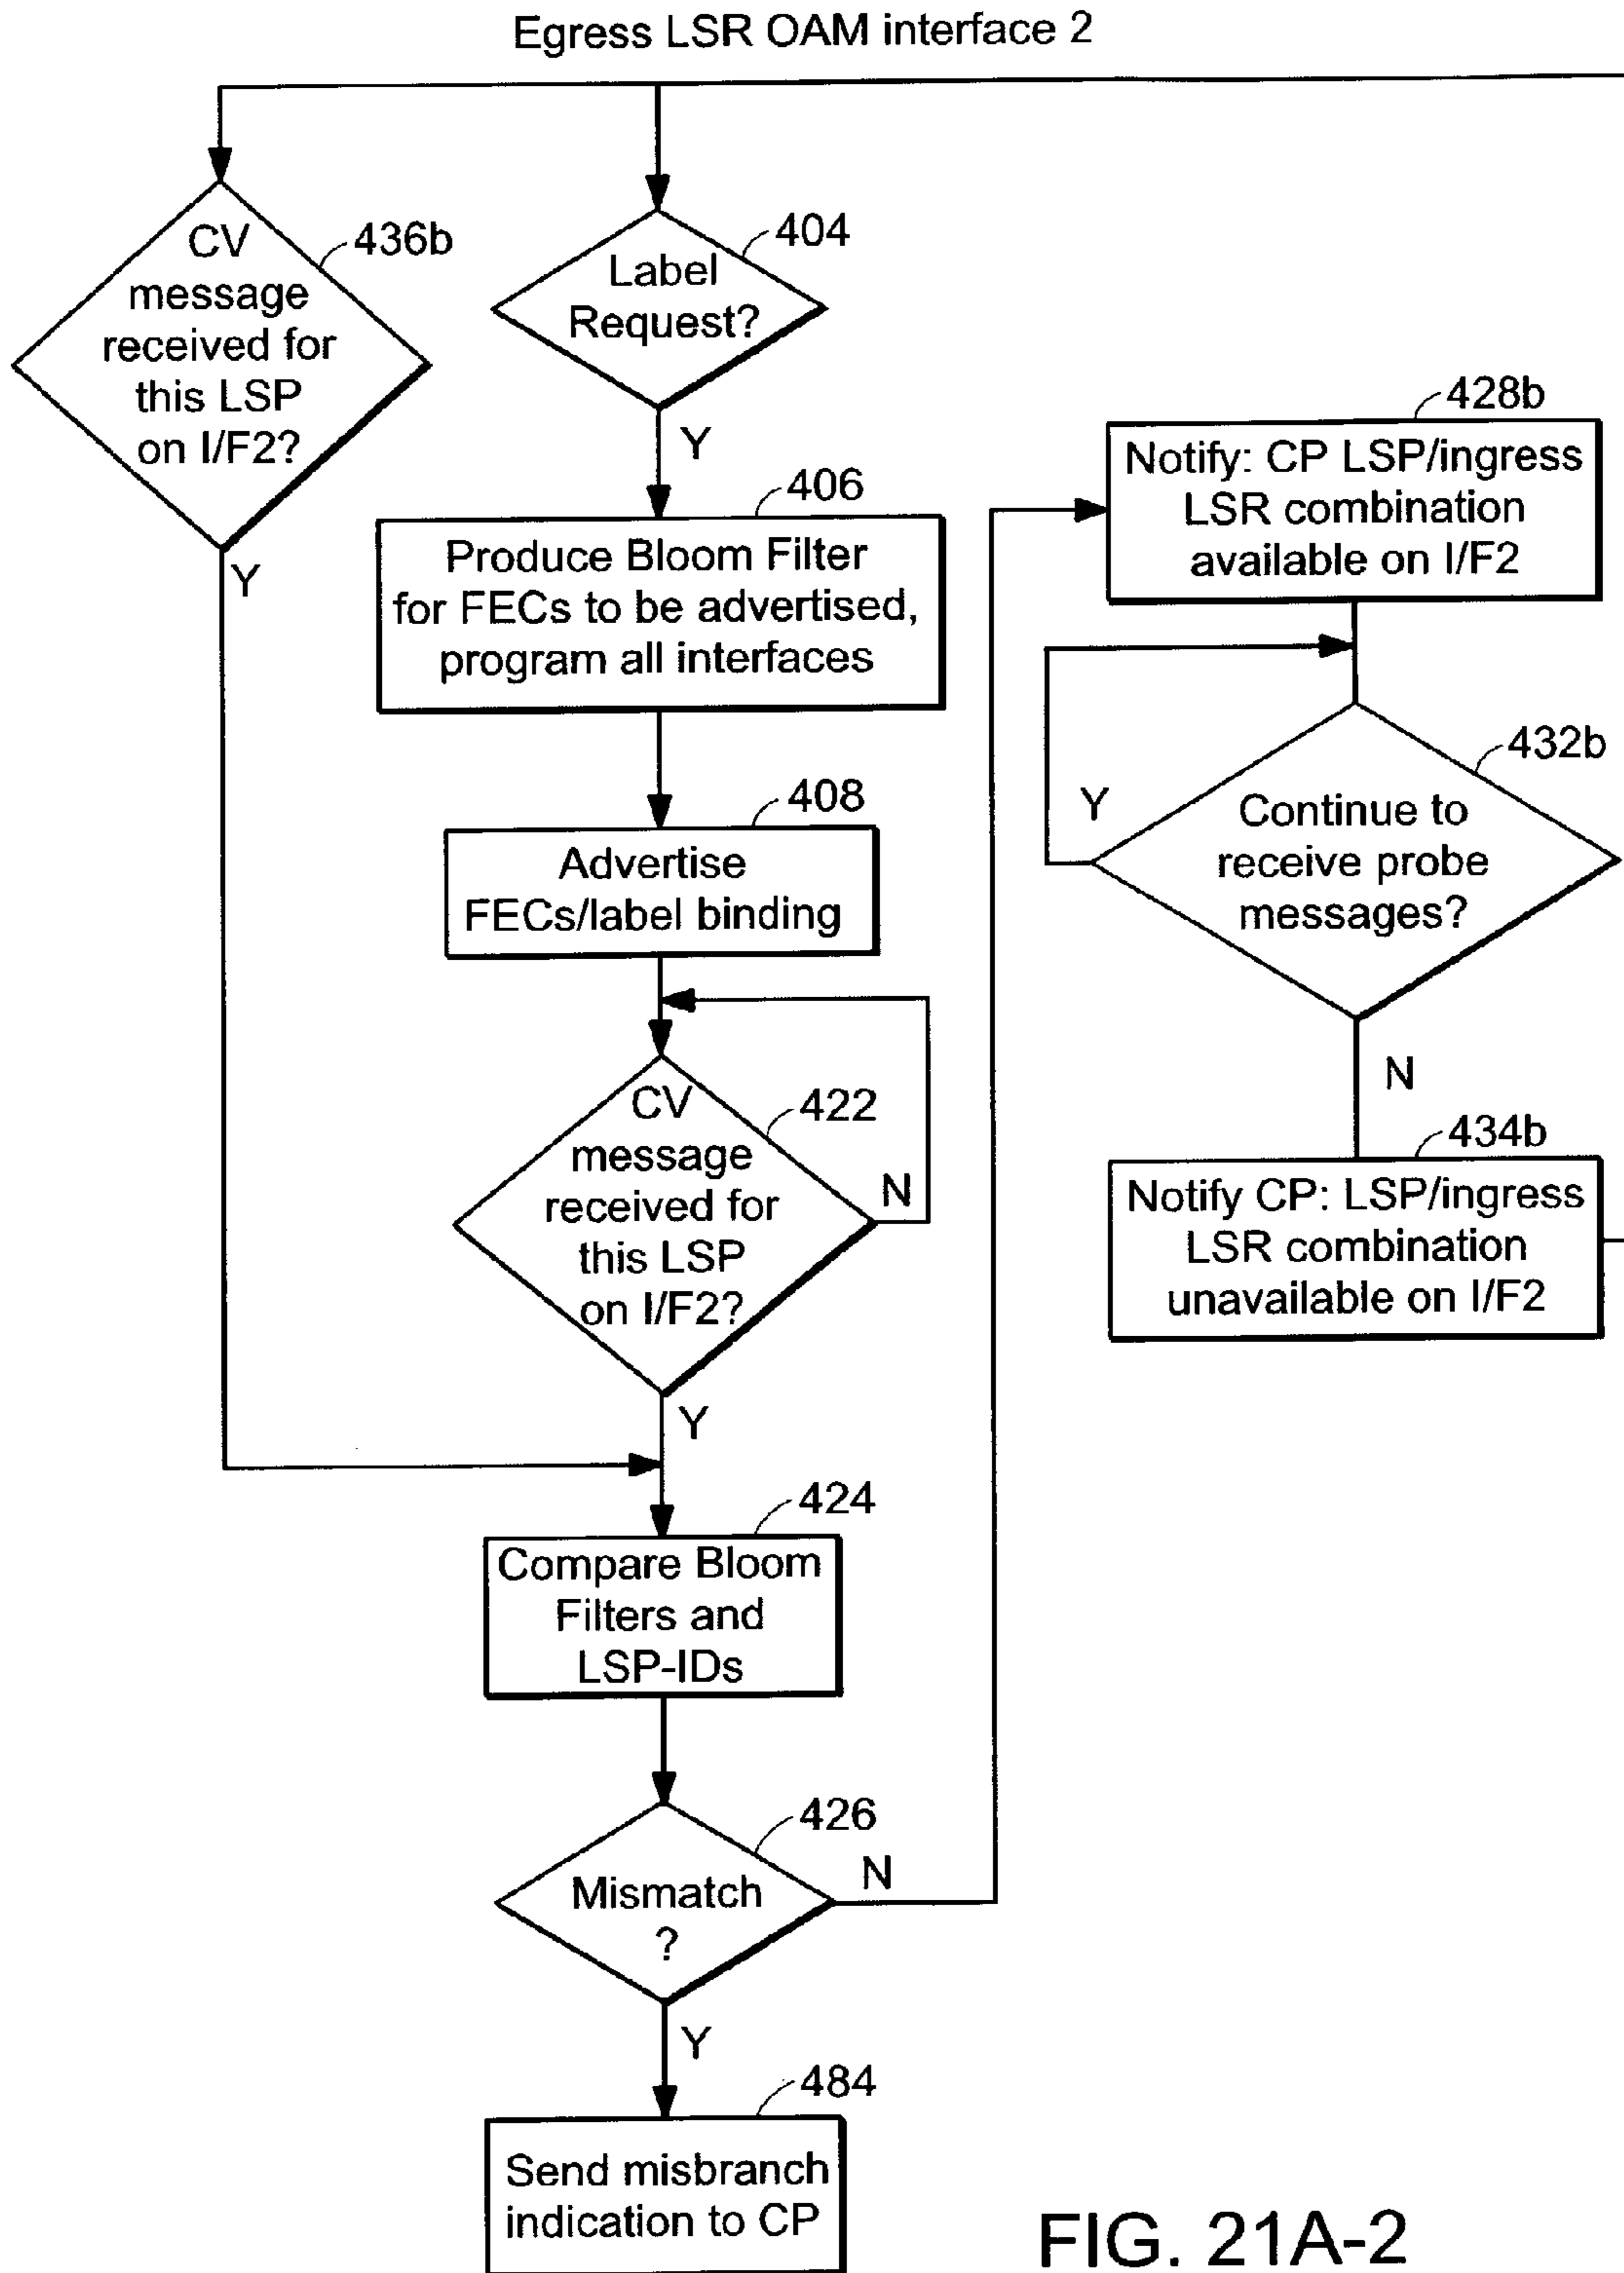 Egress LSR OAM interface 2
CV
message
received for
this LSP
on I/F2?
436b
Y
Label
Request?
404
Y
406
Produce Bloom Filter
for FECs to be advertised,
program all interfaces
408
Advertise
FECs/label binding
CV
message
received for
this LSP
on I/F2?
422
N
Y
424
Compare Bloom
Filters and
LSP-IDs
426
Mismatch
?
N
Y
484
Send misbranch
indication to CP
428b
Notify: CP LSP/ingress
LSR combination
available on I/F2
432b
Continue to
receive probe
messages?
Y
N
434b
Notify CP: LSP/ingress
LSR combination
unavailable on I/F2
FIG. 21A-2